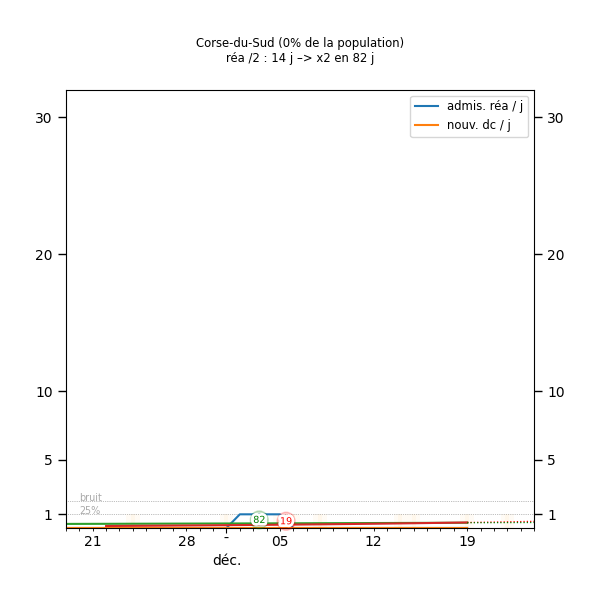 Corse-du-Sud (0% de la population)
réa /2 : 14 j –> x2 en 82 j
admis. réa / j
nouv. dc / j
30 30
20 20
10 10
5 5
bruit
25%
1 1
82 19
21 28 - 05 12 19
déc.